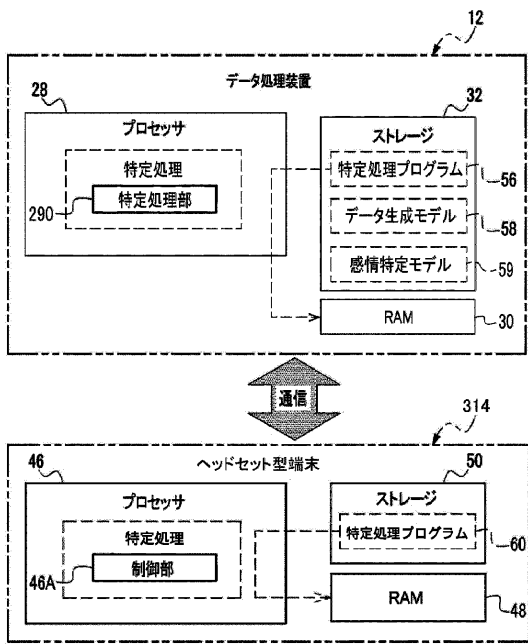 12
データ処理装置
28
プロセッサ
特定処理
290
特定処理部
32
ストレージ
特定処理プログラム
56
データ生成モデル
58
感情特定モデル
59
RAM
30
通信
314
ヘッドセット型端末
46
プロセッサ
特定処理
46A
制御部
50
ストレージ
特定処理プログラム
60
RAM
48